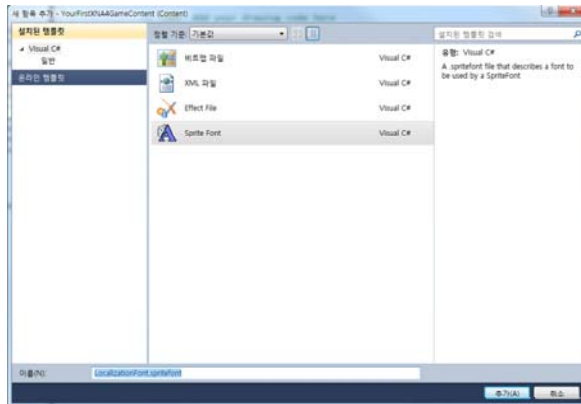 새 항목 추가 - YourFirstXNA4GameContent (Content)
설치된 템플릿
Visual C#
일반
온라인 템플릿
정렬 기준: 기본값
비트맵 파일 Visual C#
XML 파일 Visual C#
Effect File Visual C#
Sprite Font Visual C#
설치된 템플릿 검색
유형: Visual C#
A .spritefont file that describes a font to
be used by a SpriteFont
이름(N): LocalizationFont.spritefont
추가(A) 취소